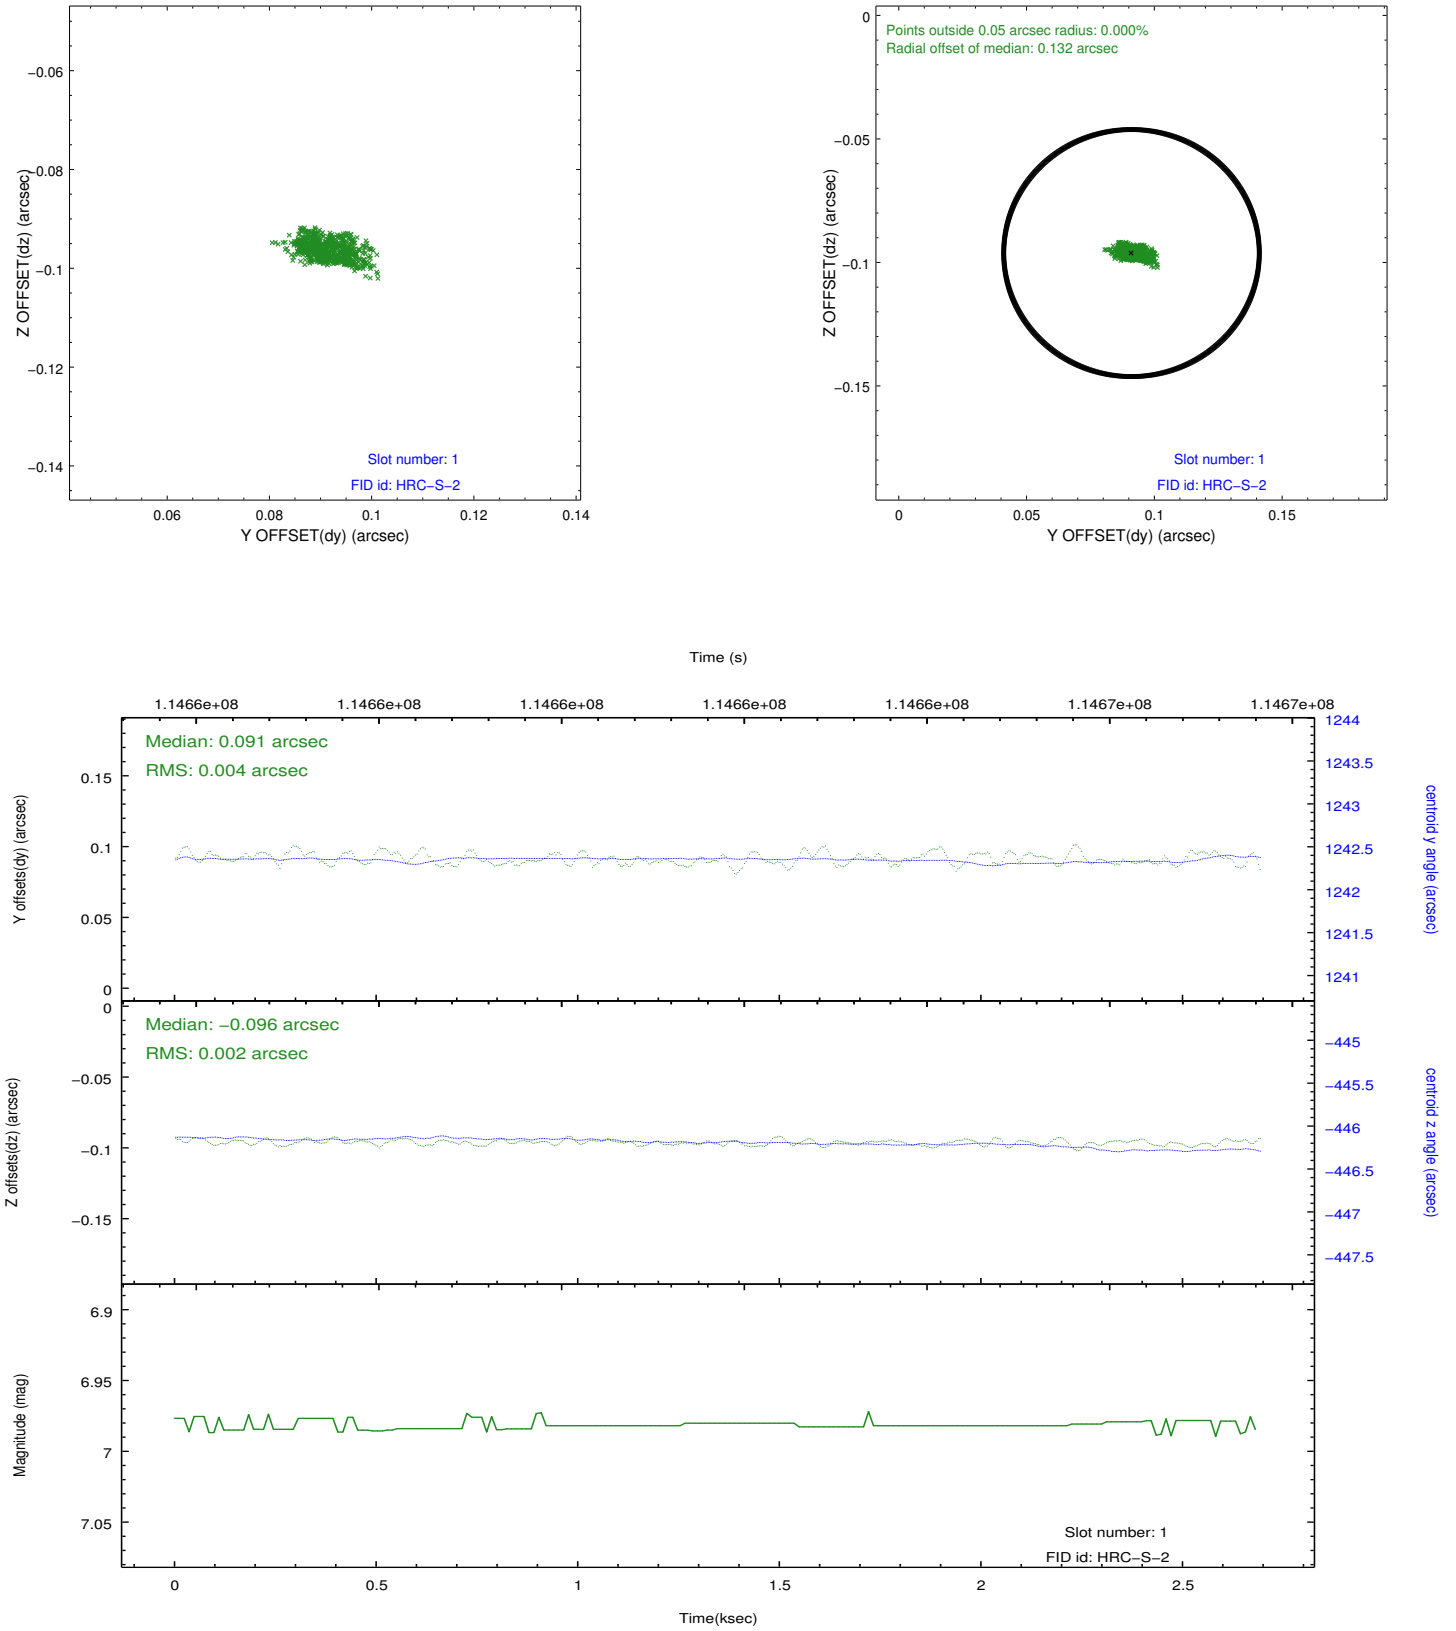 −0.06
−0.08
−0.1
−0.12
−0.14
Z OFFSET(dz) (arcsec)
Slot number: 1
FID id: HRC−S−2
0.06 0.08 0.1 0.12 0.14
Y OFFSET(dy) (arcsec)
Points outside 0.05 arcsec radius: 0.000%
Radial offset of median: 0.132 arcsec
0
−0.05
−0.1
−0.15
Z OFFSET(dz) (arcsec)
Slot number: 1
FID id: HRC−S−2
0 0.05 0.1 0.15
Y OFFSET(dy) (arcsec)
Time (s)
1.1466e+08 1.1466e+08 1.1466e+08 1.1466e+08 1.1466e+08 1.1467e+08 1.1467e+08
Median: 0.091 arcsec
RMS: 0.004 arcsec
0.15
0.1
0.05
0
Y offsets(dy) (arcsec)
1244
1243.5
1243
1242.5
1242
1241.5
1241
centroid y angle (arcsec)
Median: −0.096 arcsec
RMS: 0.002 arcsec
0
−0.05
−0.1
−0.15
Z offsets(dz) (arcsec)
−445
−445.5
−446
−446.5
−447
−447.5
centroid z angle (arcsec)
6.9
6.95
7
7.05
Magnitude (mag)
Slot number: 1
FID id: HRC−S−2
0 0.5 1 1.5 2 2.5
Time(ksec)